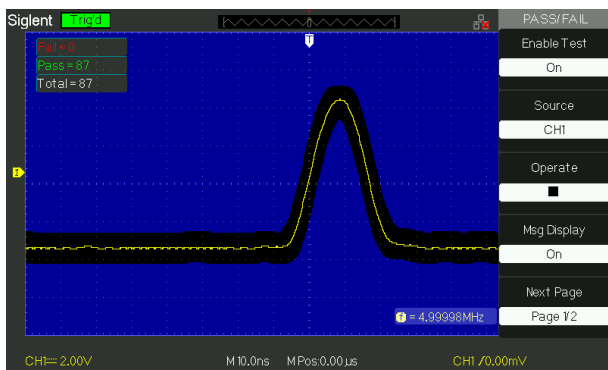 Siglent Trig'd PASS/FAIL
T
Fail=0
Pass=87
Total=87
Enable Test
On
Source
CH1
1
Operate
Msg Display
On
Next Page
Page 1/2
f = 4.99998MHz
CH1 2.00V M 10.0ns M Pos:0.00µs CH1 0.00mV